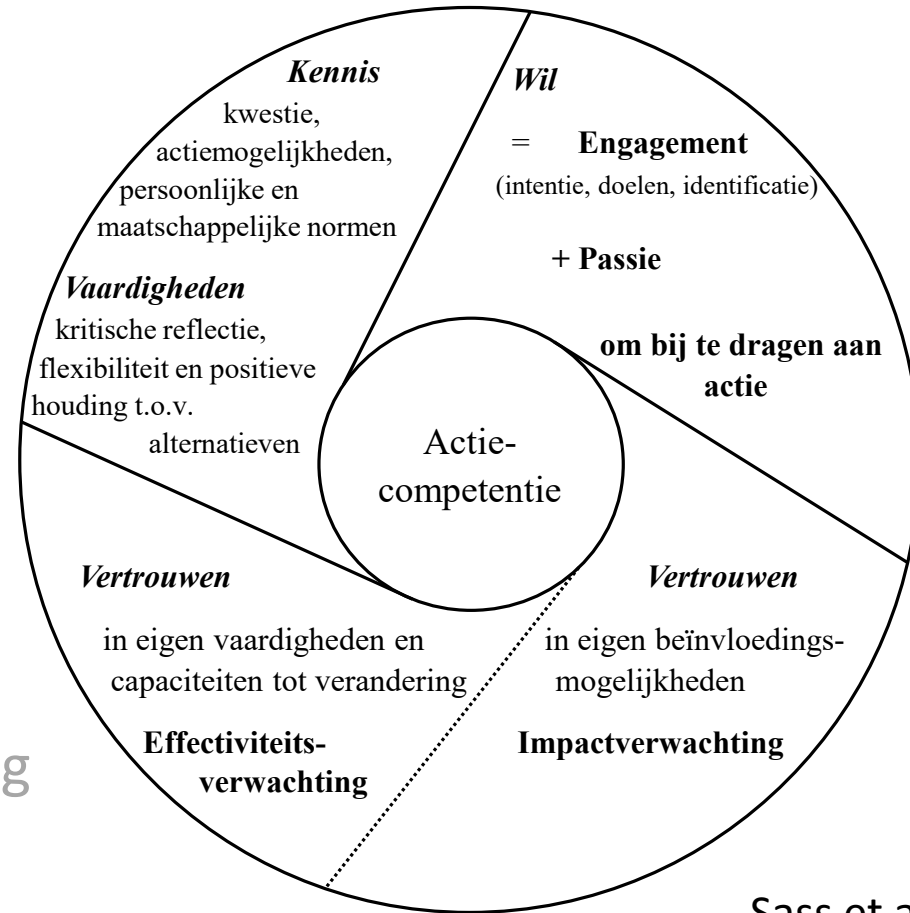 Kennis
kwestie,
actiemogelijkheden,
persoonlijke en
maatschappelijke normen
Vaardigheden
kritische reflectie,
flexibiliteit en positieve
houding t.o.v.
alternatieven
Wil
= Engagement
(intentie, doelen, identificatie)
+ Passie
om bij te dragen aan
actie
Actie-
competentie
Vertrouwen
in eigen vaardigheden en
capaciteiten tot verandering
Effectiviteits-
verwachting
Vertrouwen
in eigen beïnvloedings-
mogelijkheden
Impactverwachting
g
Sass et a